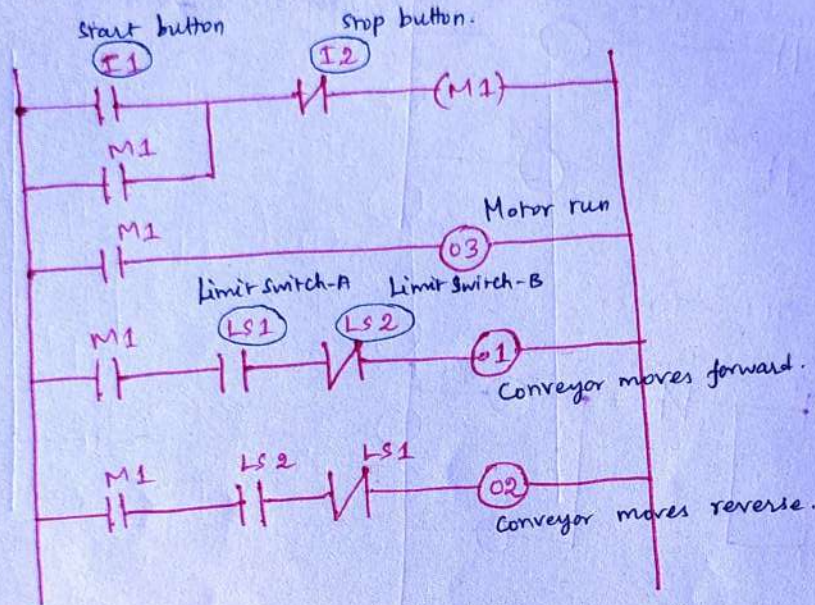 Start button
Stop button.
I1
I2
(M1)
M1
M1
Motor run
03
Limit Switch-A
Limit Switch-B
M1
LS1
LS2
01
Conveyor moves forward.
M1
LS2
LS1
02
Conveyor moves reverse.